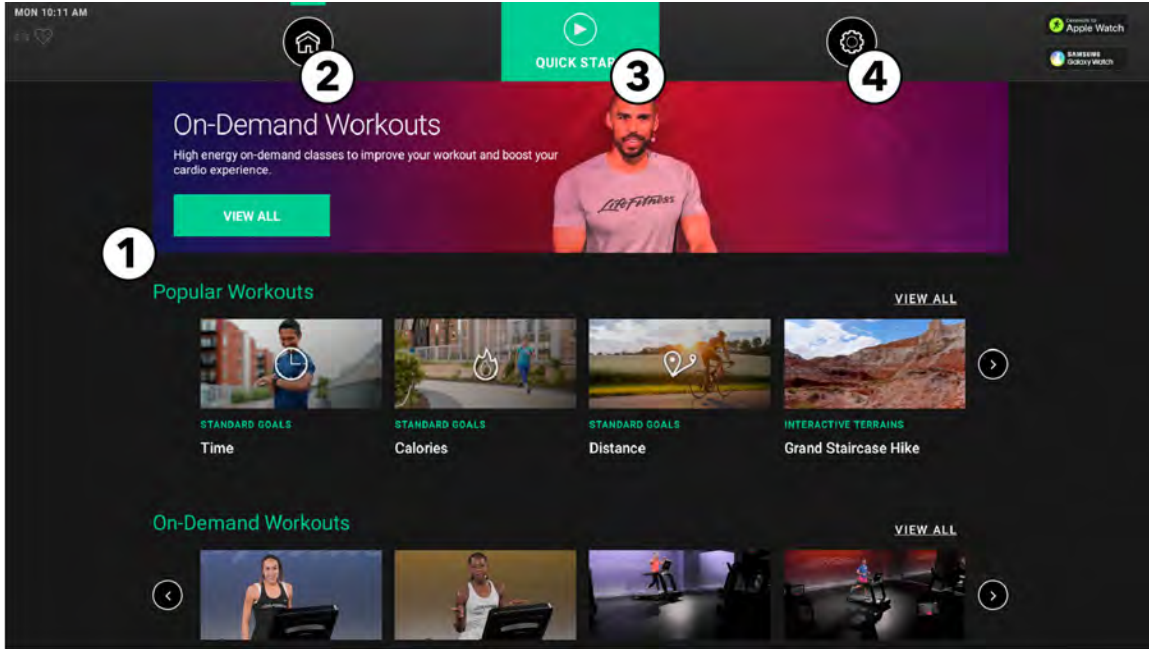 MON 10:11 AM
2
QUICK STAR
3
4
Connects to
Apple Watch
SAMSUNG
Galaxy Watch
On-Demand Workouts
High energy on-demand classes to improve your workout and boost your
cardio experience.
LifeFitness
VIEW ALL
1
Popular Workouts
VIEW ALL
STANDARD GOALS
Time
STANDARD GOALS
Calories
STANDARD GOALS
Distance
INTERACTIVE TERRAINS
Grand Staircase Hike
On-Demand Workouts
VIEW ALL